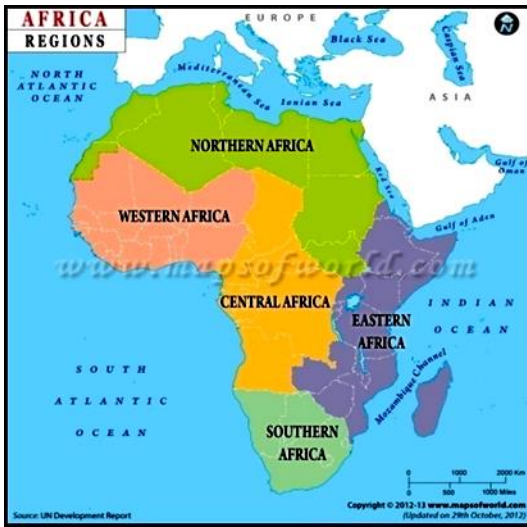 AFRICA
REGIONS
EUROPE
N
Black Sea
Caspian Sea
NORTH
ATLANTIC
OCEAN
Mediterranean Sea
Ionian Sea
ASIA
NORTHERN AFRICA
Gulf of
Oman
Red Sea
WESTERN AFRICA
Gulf of Aden
www.mapsofworld.com
CENTRAL AFRICA
INDIAN
OCEAN
EASTERN
AFRICA
SOUTH
ATLANTIC
OCEAN
Mozambique Channel
SOUTHERN
AFRICA
0 1000 2000 Km
0 500 1000 Miles
Copyright © 2012-13 www.mapsofworld.com
(Updated on 29th October, 2012)
Source: UN Development Report